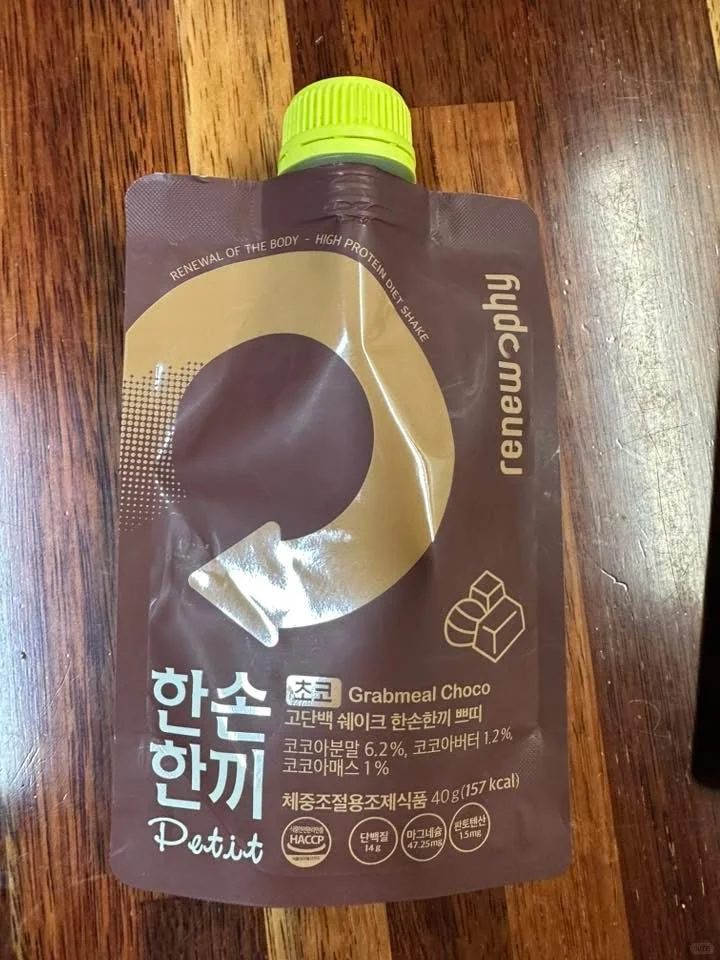 RENEWAL OF THE BODY - HIGH PROTEIN DIET SHAKE
renewphy
한손
한끼
Petit
초코 Grabmeal Choco
고단백 쉐이크 한손한끼 쁘띠
코코아분말 6.2%, 코코아버터 1.2%,
코코아매스 1%
체중조절용조제식품 40g(157 kcal)
HACCP
단백질
14g
마그네슘
47.25mg
판토텐산
1.5mg